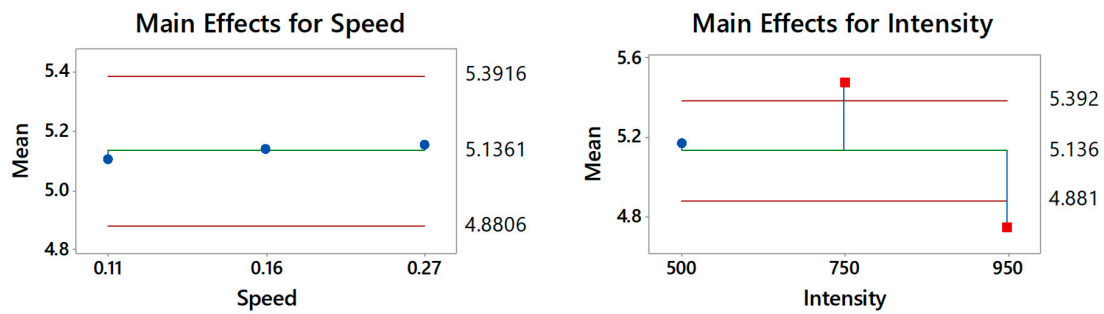 Main Effects for Speed
5.4
5.2
5.0
4.8
Mean
5.3916
5.1361
4.8806
0.11 0.16 0.27
Speed
Main Effects for Intensity
5.6
5.2
4.8
Mean
5.392
5.136
4.881
500 750 950
Intensity